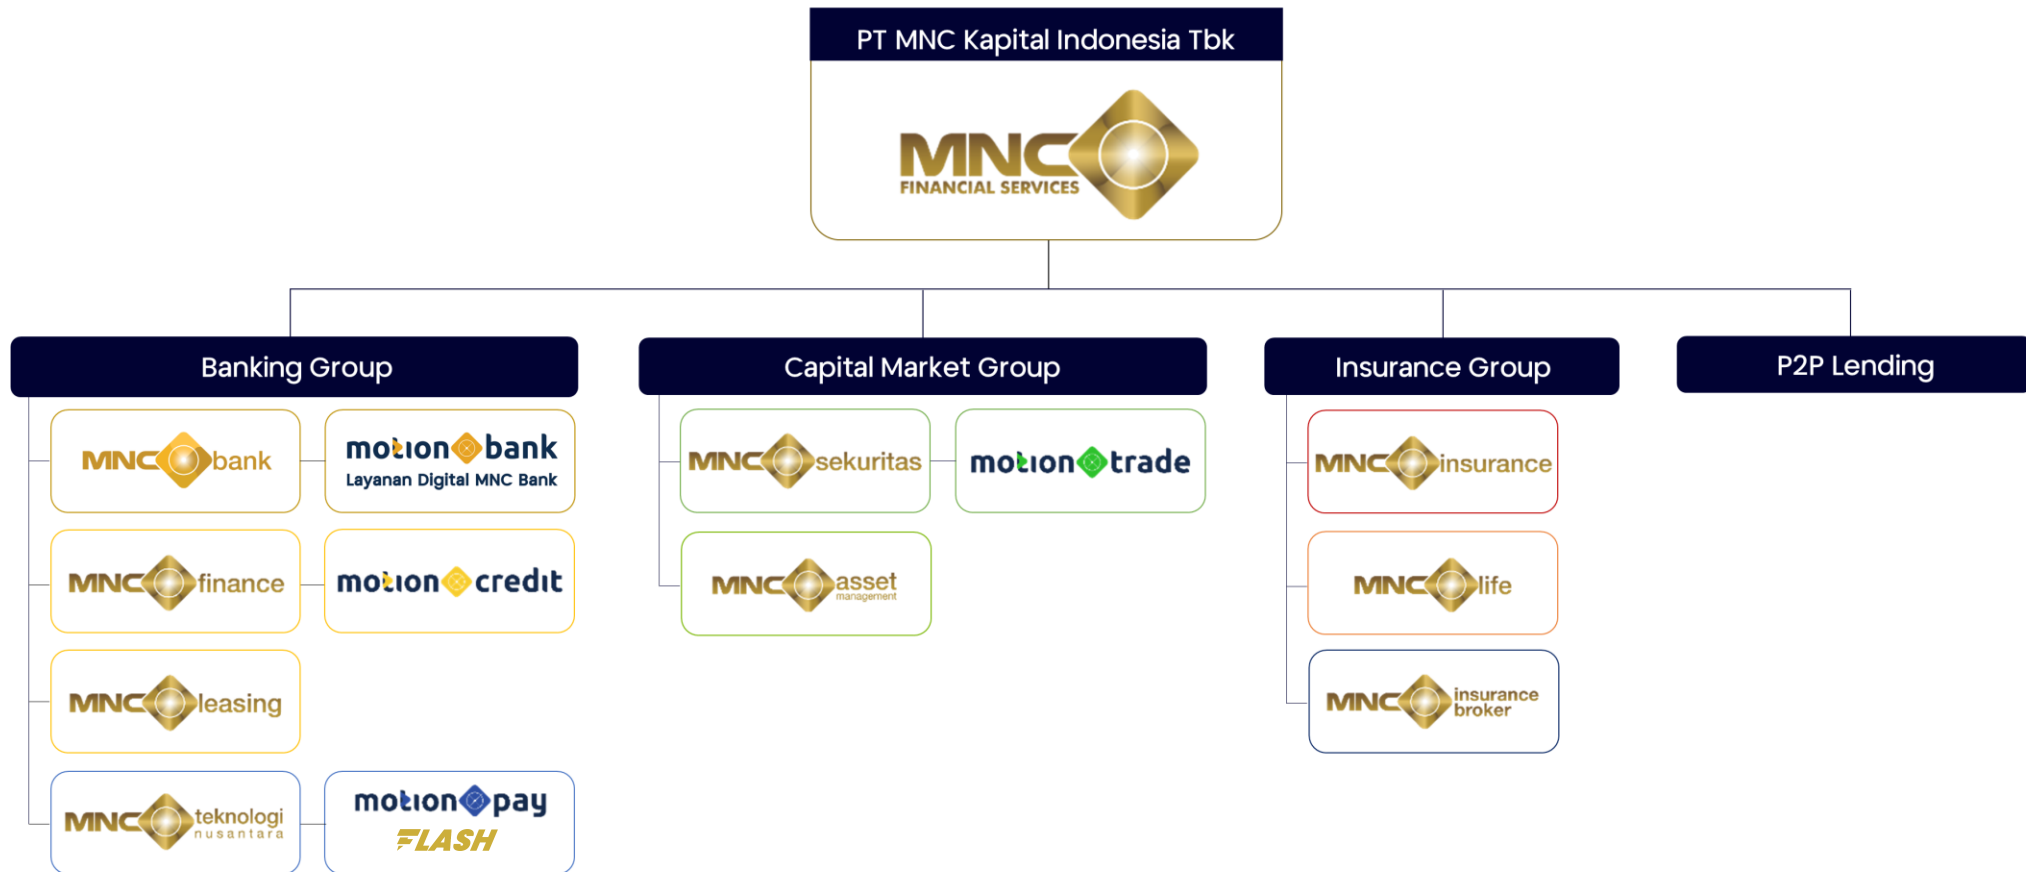 PT MNC Kapital Indonesia Tbk
MNC
FINANCIAL SERVICES
Banking Group
MNC bank
motion bank
Layanan Digital MNC Bank
MNC finance
motion credit
MNC leasing
MNC teknologi
nusantara
motion pay
FLASH
Capital Market Group
MNC sekuritas
motion trade
MNC asset
management
Insurance Group
MNC insurance
MNC life
MNC insurance
broker
P2P Lending